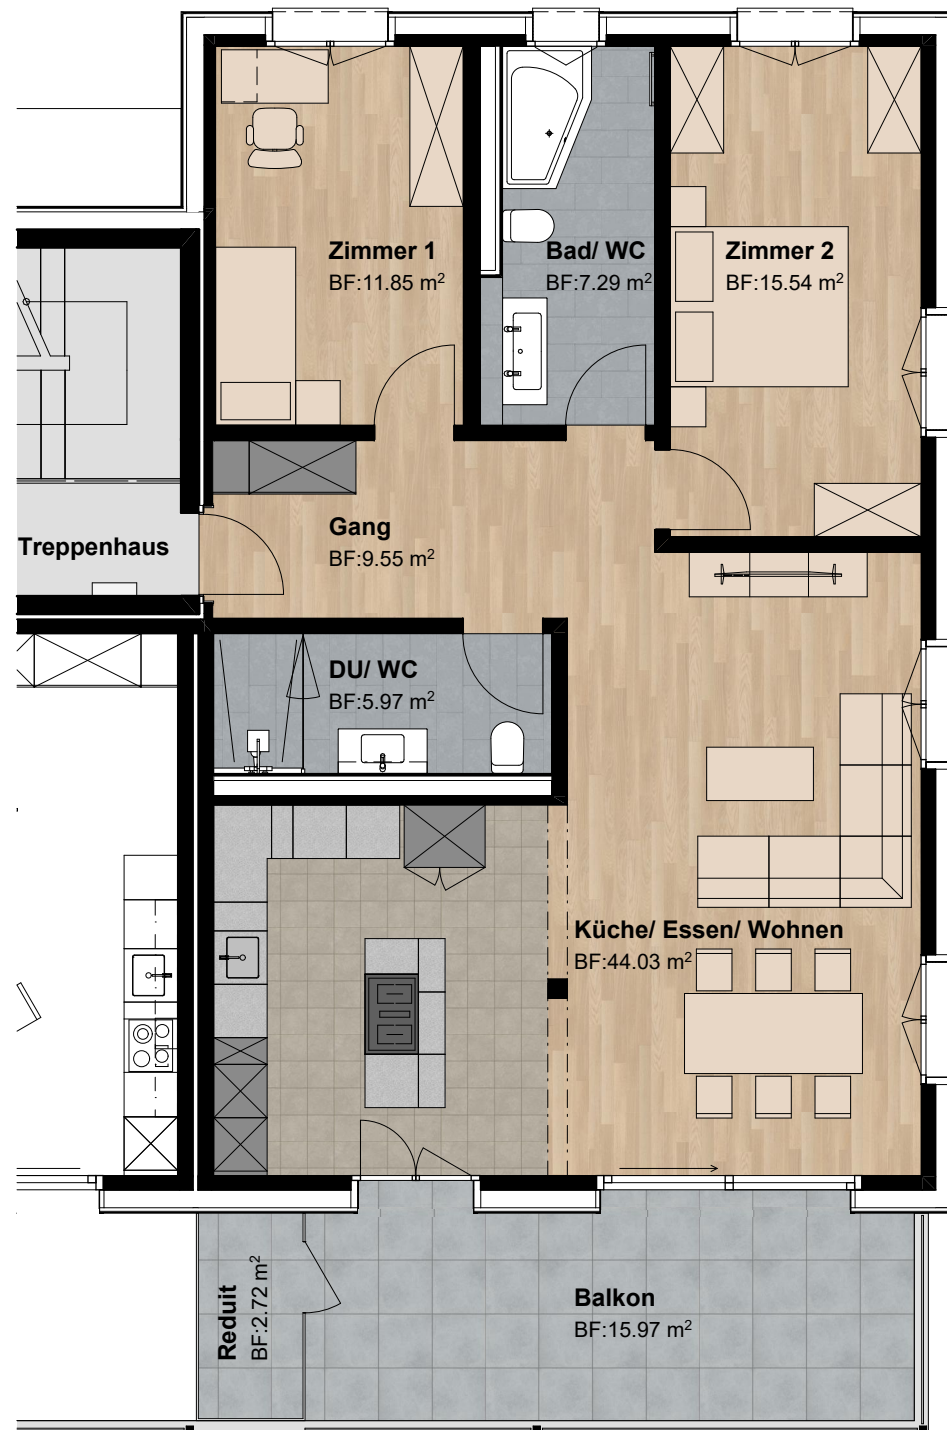 Zimmer 1
BF:11.85 m²
Bad/ WC
BF:7.29 m²
Zimmer 2
BF:15.54 m²
Gang
BF:9.55 m²
Treppenhaus
DU/ WC
BF:5.97 m²
Küche/ Essen/ Wohnen
BF:44.03 m²
Reduit
BF:2.72 m²
Balkon
BF:15.97 m²